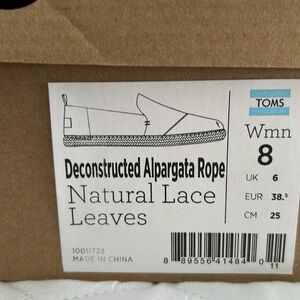 TOMS
Wmn
8
UK 6
EUR 38.5
CM 25
Deconstructed Alpargata Rope
Natural Lace
Leaves
10011728
MADE IN CHINA
8 89556 41484 0
11